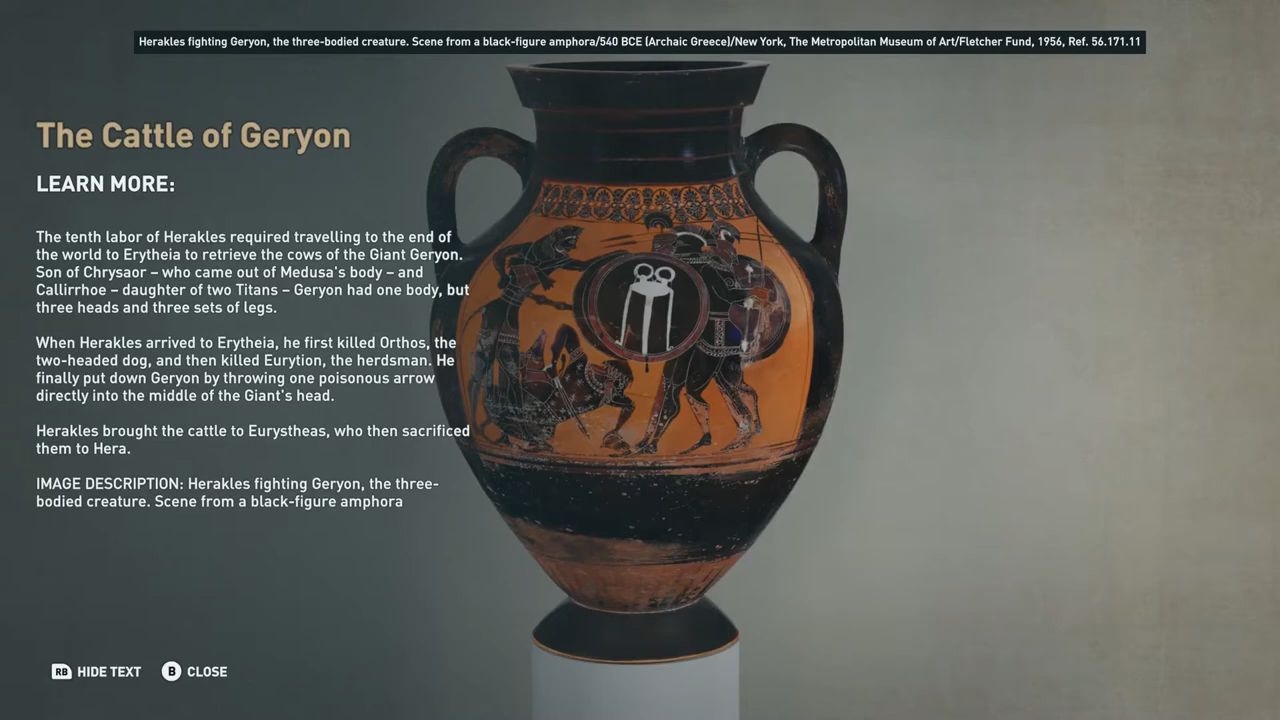 Herakles fighting Geryon, the three-bodied creature. Scene from a black-figure amphora/540 BCE (Archaic Greece)/New York, The Metropolitan Museum of Art/Fletcher Fund, 1956, Ref. 56.171.11
The Cattle of Geryon
LEARN MORE:
The tenth labor of Herakles required travelling to the end of
the world to Erytheia to retrieve the cows of the Giant Geryon.
Son of Chrysaor – who came out of Medusa's body – and
Callirrhoe – daughter of two Titans – Geryon had one body, but
three heads and three sets of legs.
When Herakles arrived to Erytheia, he first killed Orthos, the
two-headed dog, and then killed Eurytion, the herdsman. He
finally put down Geryon by throwing one poisonous arrow
directly into the middle of the Giant's head.
Herakles brought the cattle to Eurystheas, who then sacrificed
them to Hera.
IMAGE DESCRIPTION: Herakles fighting Geryon, the three-
bodied creature. Scene from a black-figure amphora
RB HIDE TEXT B CLOSE